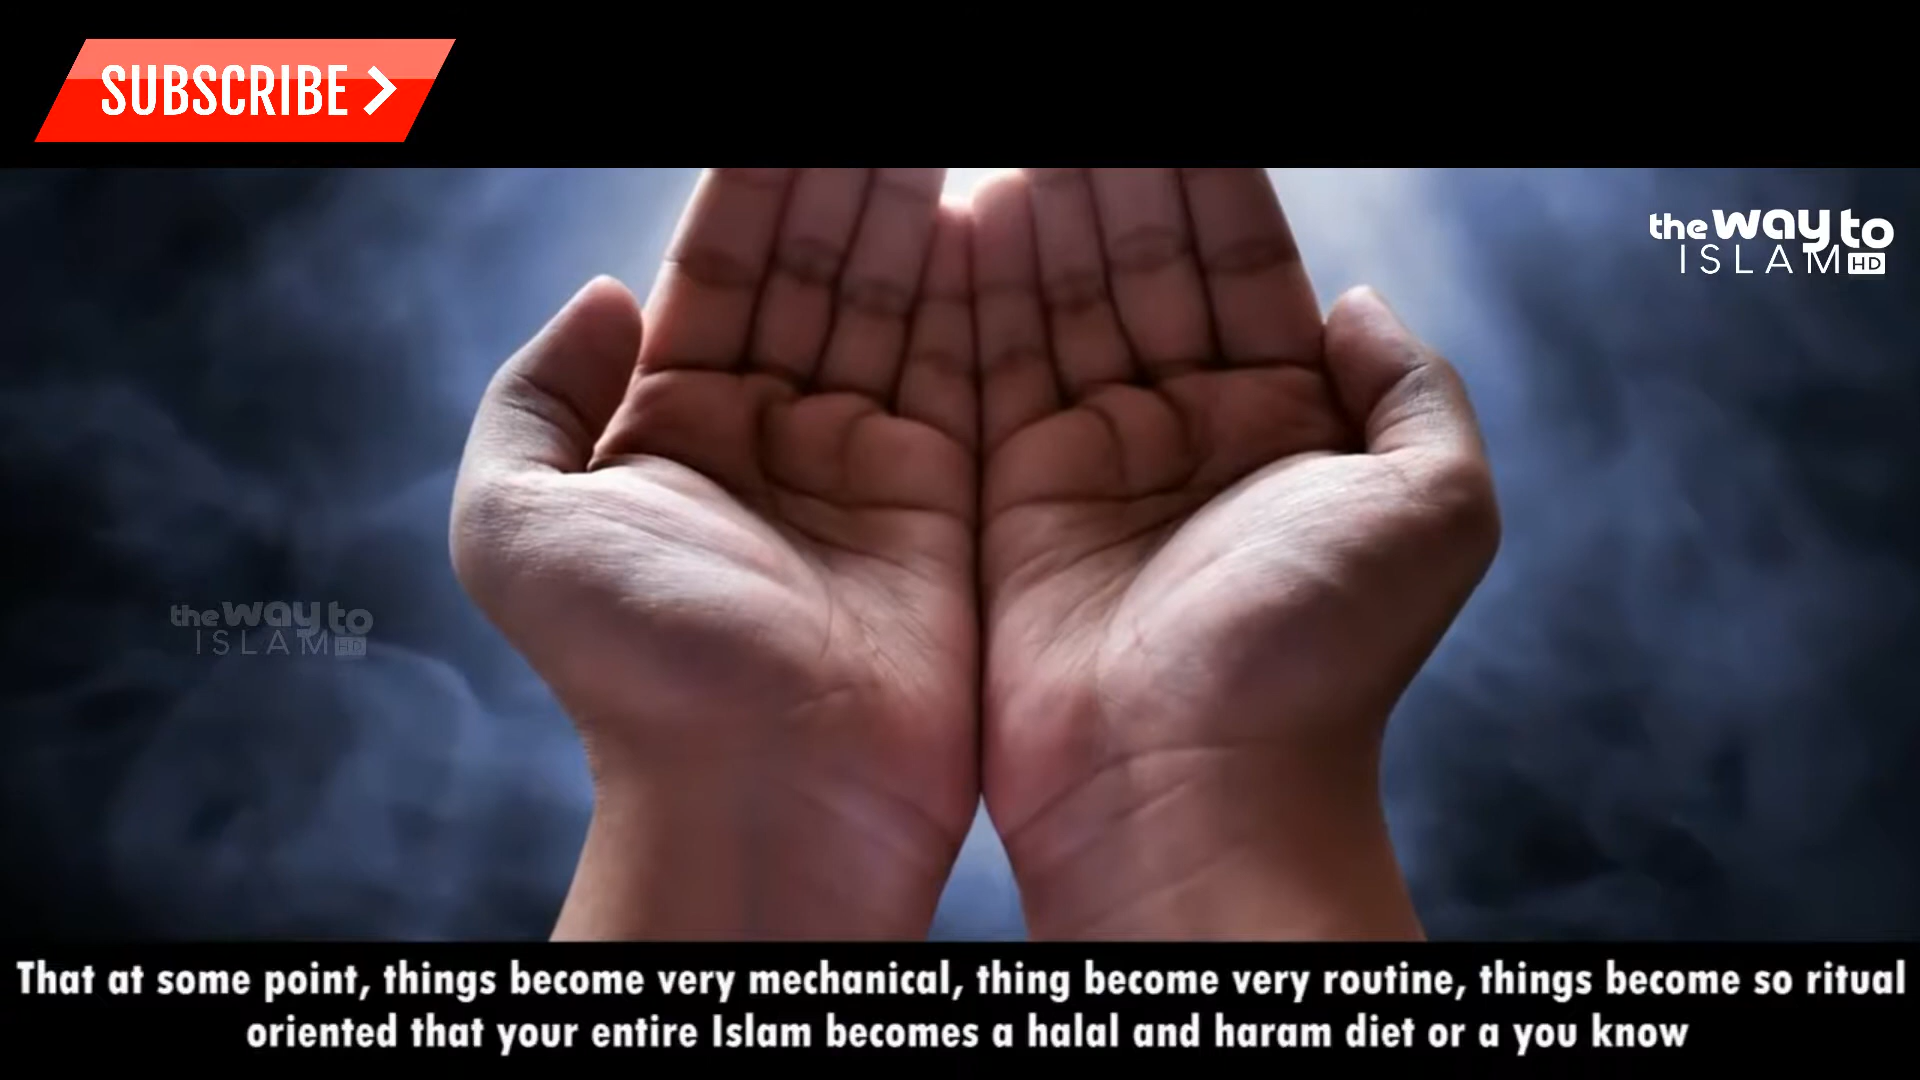 SUBSCRIBE
the way to
ISLAM HD
the way to
ISLAM HD
That at some point, things become very mechanical, thing become very routine, things become so ritual
oriented that your entire Islam becomes a halal and haram diet or a you know